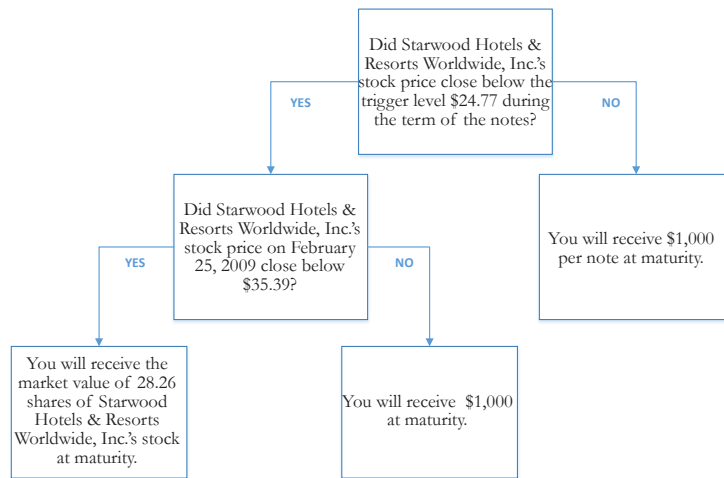 Did Starwood Hotels &
Resorts Worldwide, Inc.'s
stock price close below the
trigger level $24.77 during
the term of the notes?
YES
NO
Did Starwood Hotels &
Resorts Worldwide, Inc.'s
stock price on February
25, 2009 close below
$35.39?
You will receive $1,000
per note at maturity.
YES
NO
You will receive the
market value of 28.26
shares of Starwood
Hotels & Resorts
Worldwide, Inc.'s stock
at maturity.
You will receive $1,000
at maturity.